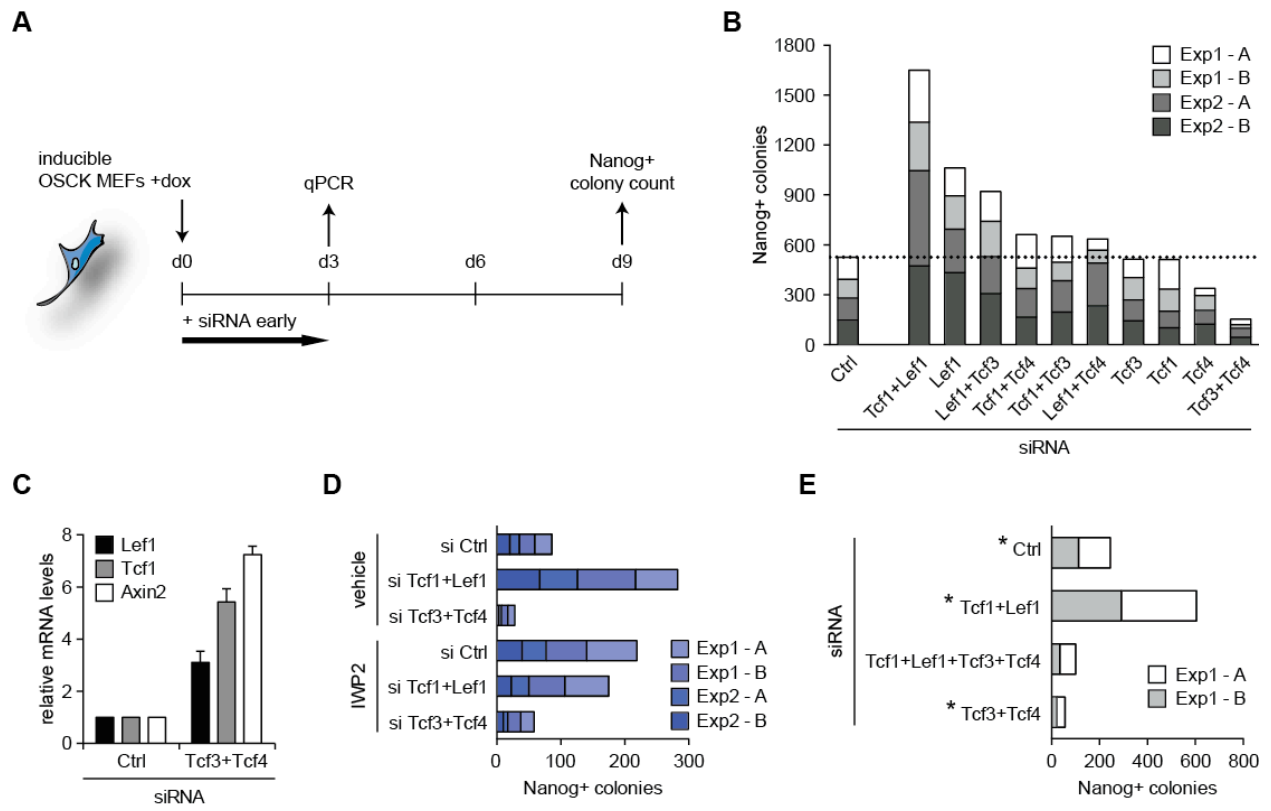 A
inducible
OSCK MEFs +dox
qPCR
Nanog+
colony count
d0
d3
d6
d9
+ siRNA early
B
Nanog+ colonies
1800
1500
1200
900
600
300
0
Exp1 - A
Exp1 - B
Exp2 - A
Exp2 - B
Ctrl
Tcf1+Lef1
Lef1
Lef1+Tcf3
Tcf1+Tcf4
Tcf1+Tcf3
Lef1+Tcf4
Tcf3
Tcf1
Tcf4
Tcf3+Tcf4
siRNA
C
relative mRNA levels
8
6
4
2
0
Lef1
Tcf1
Axin2
Ctrl
Tcf3+Tcf4
siRNA
D
vehicle
si Ctrl
si Tcf1+Lef1
si Tcf3+Tcf4
IWP2
si Ctrl
si Tcf1+Lef1
si Tcf3+Tcf4
Exp1 - A
Exp1 - B
Exp2 - A
Exp2 - B
0
100
200
300
Nanog+ colonies
E
siRNA
* Ctrl
* Tcf1+Lef1
Tcf1+Lef1+Tcf3+Tcf4
* Tcf3+Tcf4
Exp1 - A
Exp1 - B
0
200
400
600
800
Nanog+ colonies